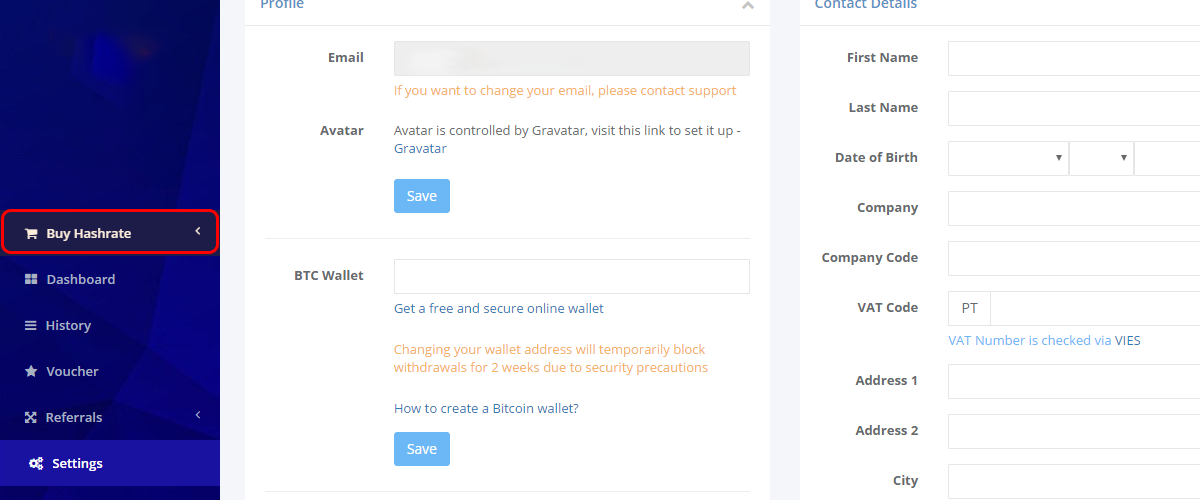 Buy Hashrate
Dashboard
History
Voucher
Referrals
Settings
Profile
Email
If you want to change your email, please contact support
Avatar
Avatar is controlled by Gravatar, visit this link to set it up -
Gravatar
Save
BTC Wallet
Get a free and secure online wallet
Changing your wallet address will temporarily block
withdrawals for 2 weeks due to security precautions
How to create a Bitcoin wallet?
Save
Contact Details
First Name
Last Name
Date of Birth
Company
Company Code
VAT Code
PT
VAT Number is checked via VIES
Address 1
Address 2
City